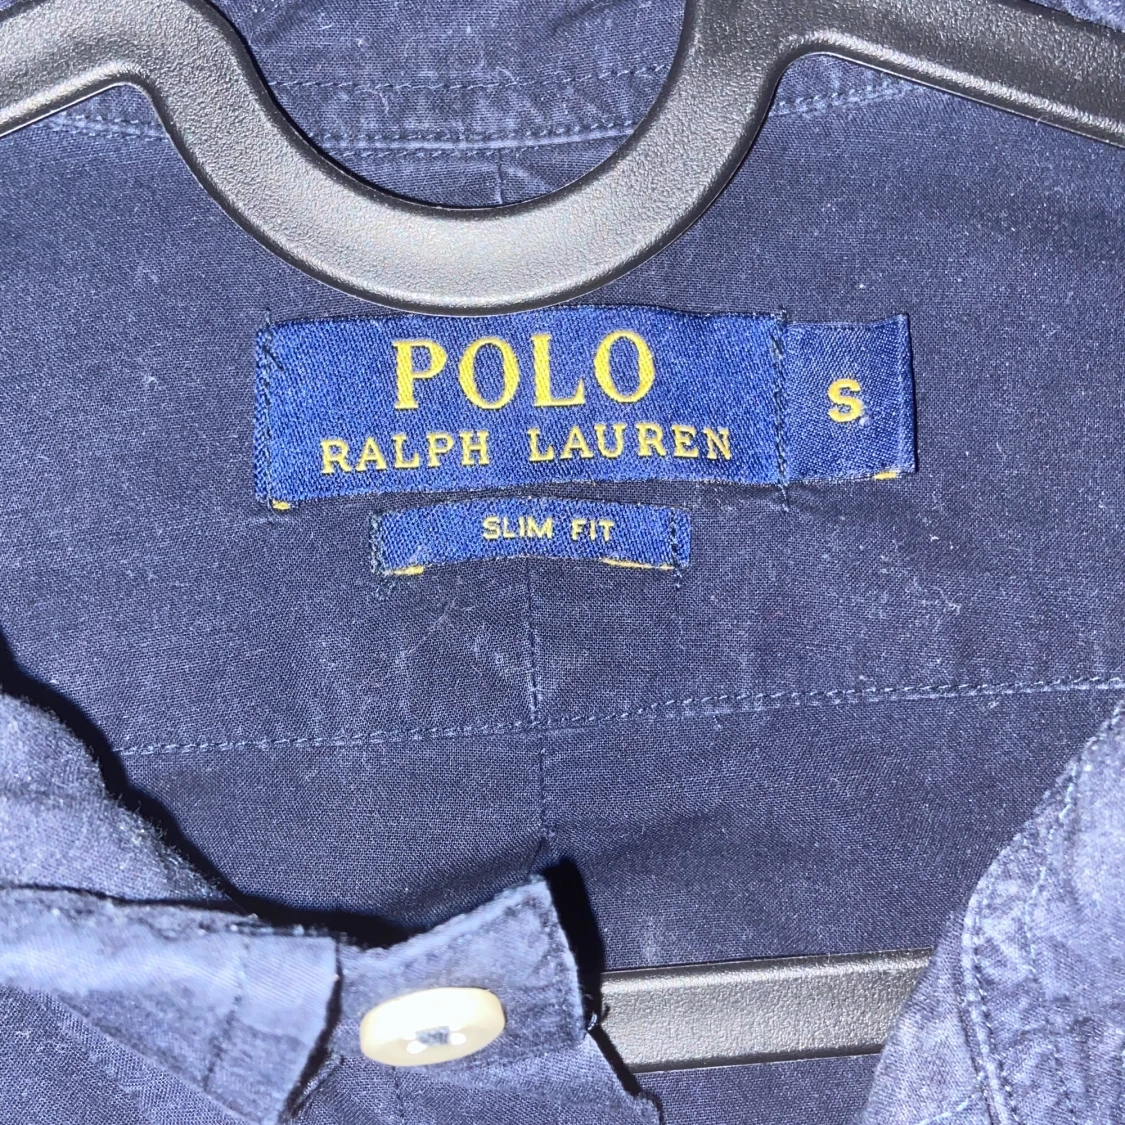 POLO
RALPH LAUREN
S
SLIM FIT